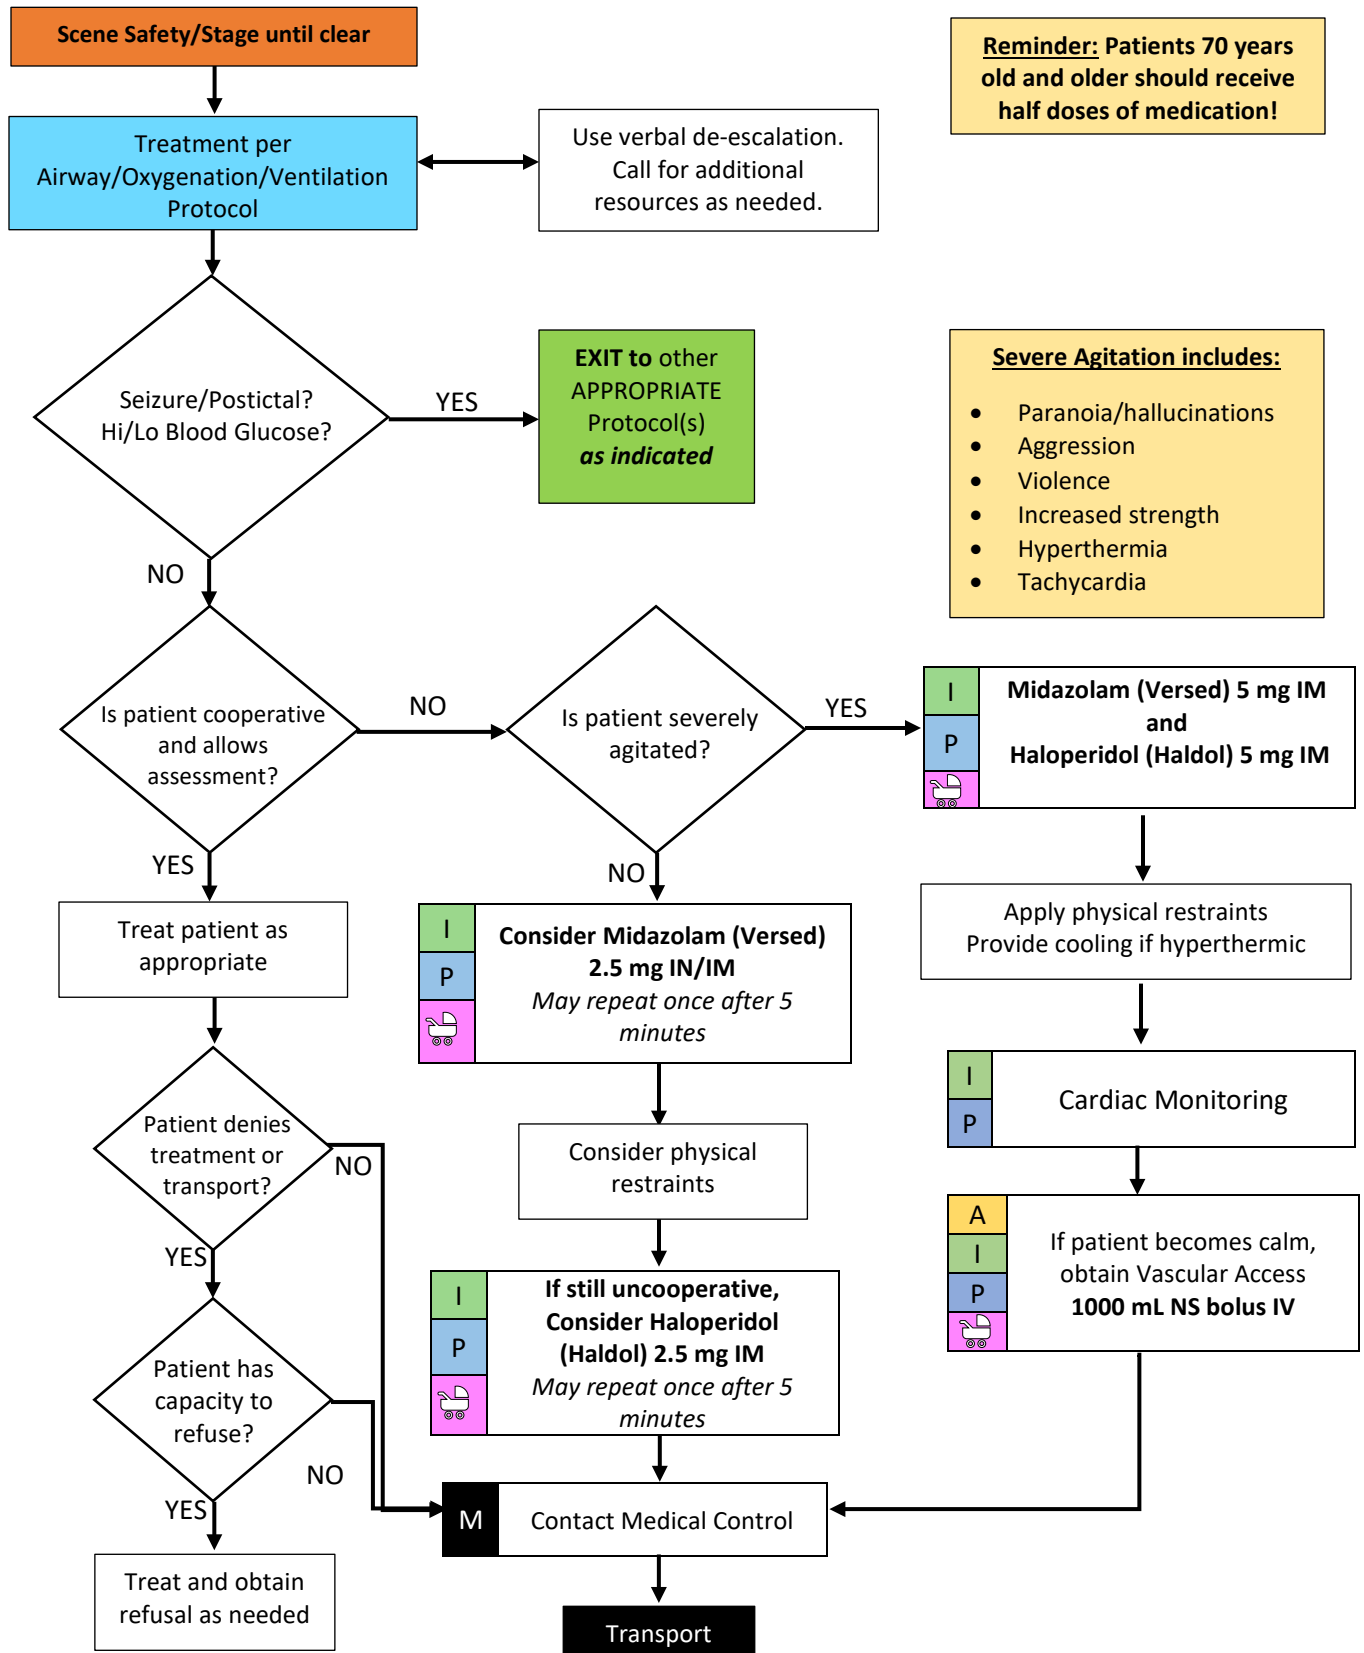 Scene Safety/Stage until clear
Reminder: Patients 70 years
old and older should receive
half doses of medication!
Treatment per
Airway/Oxygenation/Ventilation
Protocol
Use verbal de-escalation.
Call for additional
resources as needed.
Seizure/Postictal?
Hi/Lo Blood Glucose?
YES
NO
EXIT to other
APPROPRIATE
Protocol(s)
as indicated
Severe Agitation includes:
• Paranoia/hallucinations
• Aggression
• Violence
• Increased strength
• Hyperthermia
• Tachycardia
Is patient cooperative
and allows
assessment?
NO
YES
Is patient severely
agitated?
YES
NO
I
P
Midazolam (Versed) 5 mg IM
and
Haloperidol (Haldol) 5 mg IM
Treat patient as
appropriate
I
P
Consider Midazolam (Versed)
2.5 mg IN/IM
May repeat once after 5
minutes
Apply physical restraints
Provide cooling if hyperthermic
Patient denies
treatment or
transport?
NO
YES
Consider physical
restraints
I
P
Cardiac Monitoring
A
I
P
If patient becomes calm,
obtain Vascular Access
1000 mL NS bolus IV
Patient has
capacity to
refuse?
NO
YES
I
P
If still uncooperative,
Consider Haloperidol
(Haldol) 2.5 mg IM
May repeat once after 5
minutes
M
Contact Medical Control
Treat and obtain
refusal as needed
Transport